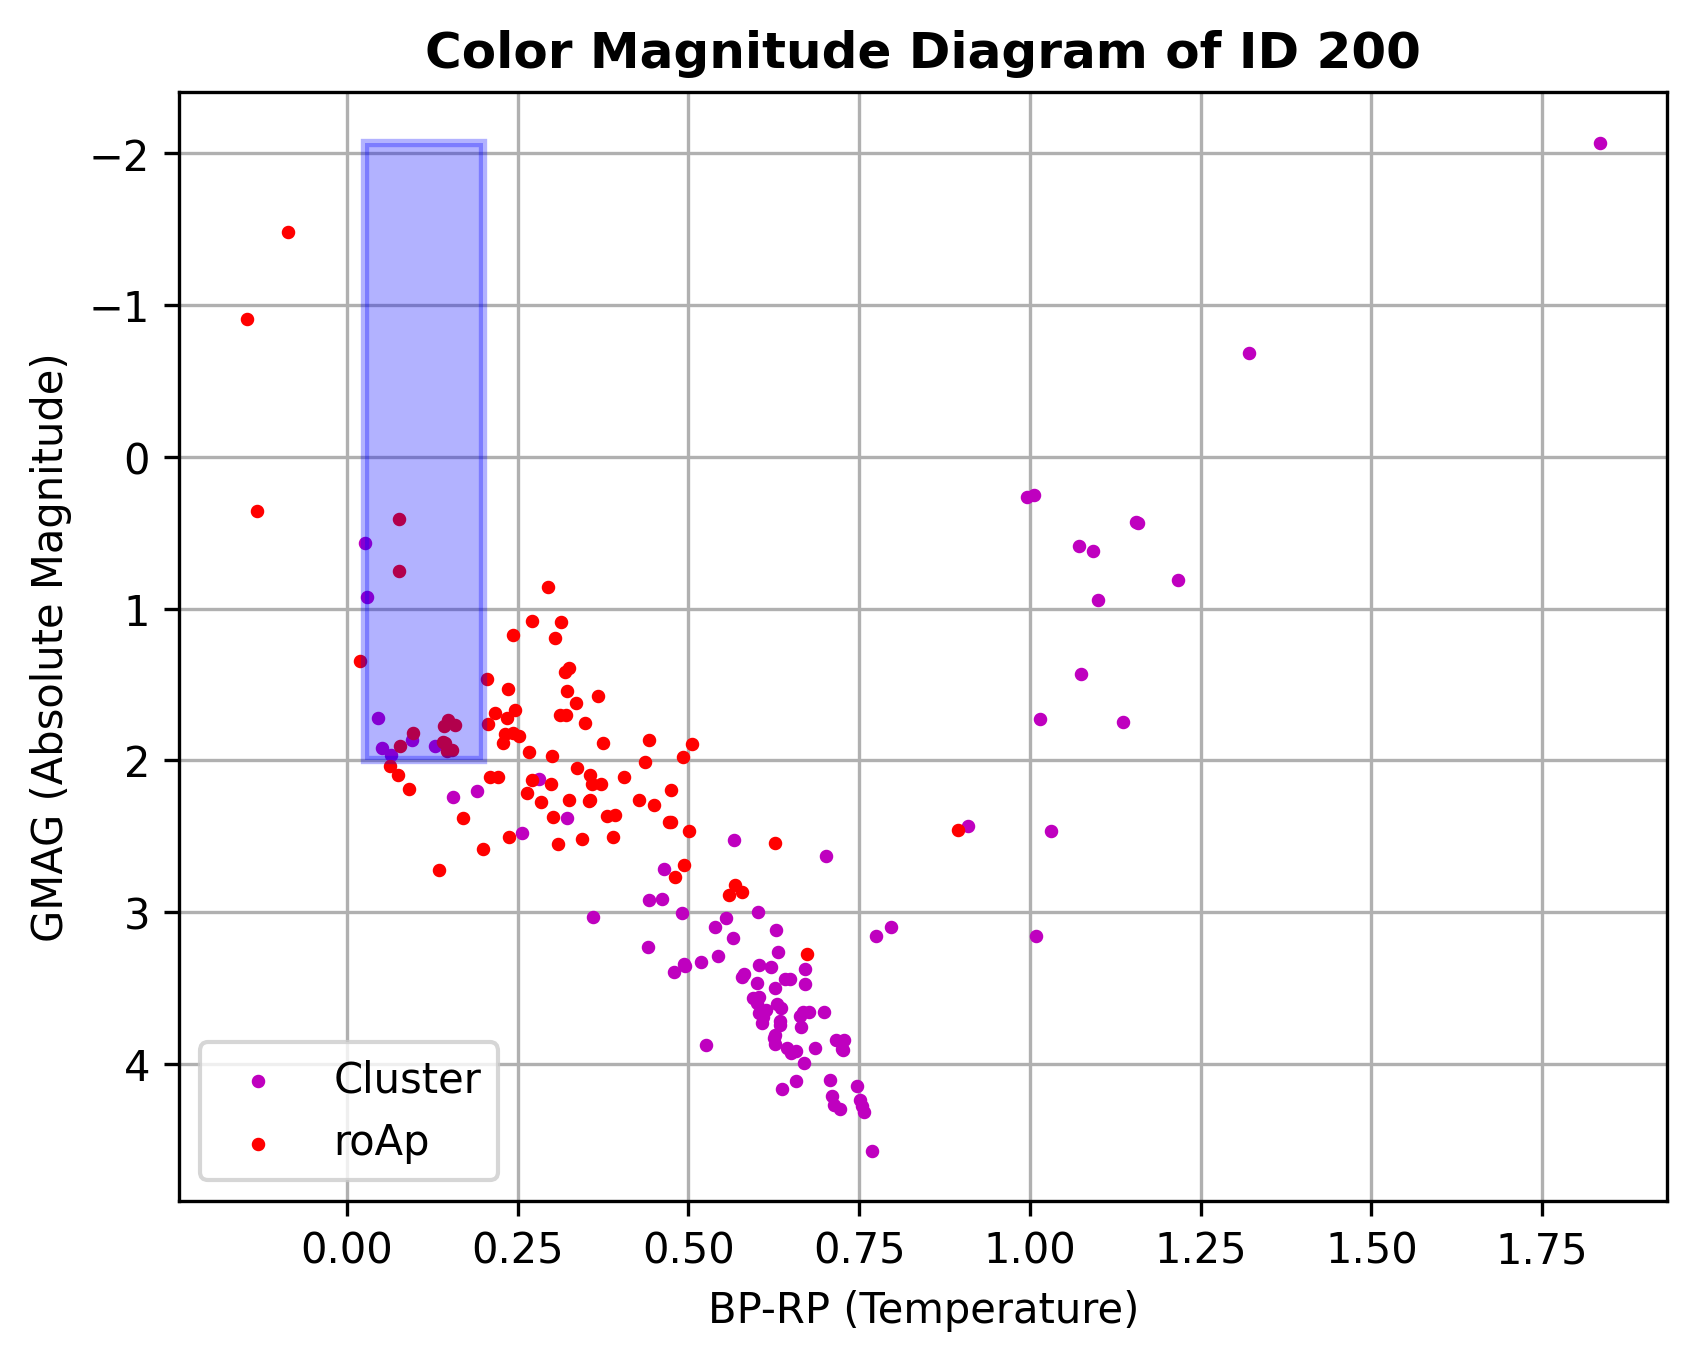 Color Magnitude Diagram of ID 200
GMAG (Absolute Magnitude)
−2
−1
0
1
2
3
4
Cluster
roAp
0.00 0.25 0.50 0.75 1.00 1.25 1.50 1.75
BP-RP (Temperature)